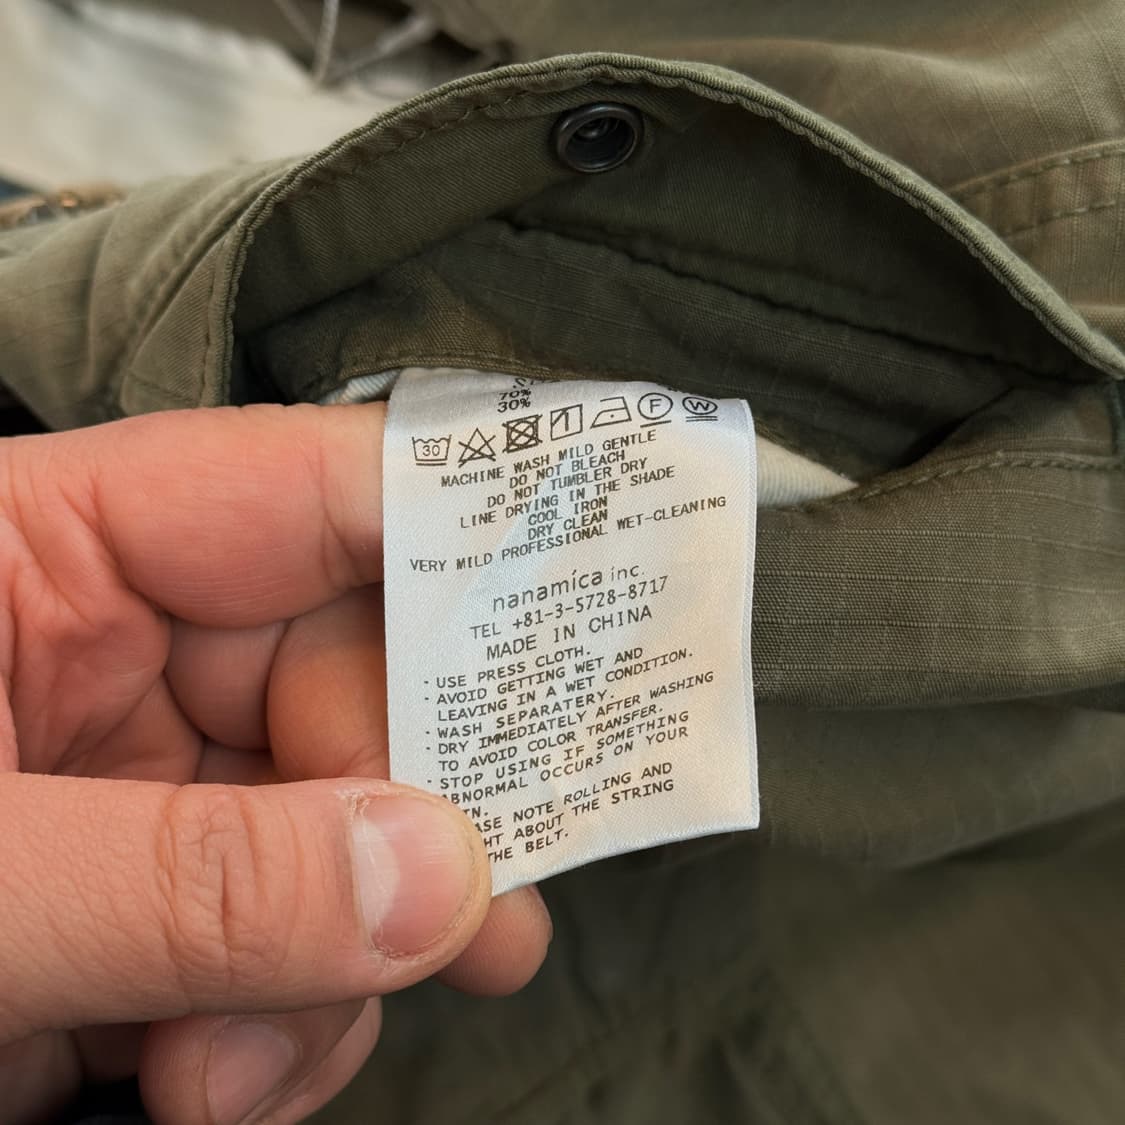 70%
30%
30 F W
MACHINE WASH MILD GENTLE
DO NOT BLEACH
DO NOT TUMBLER DRY
LINE DRYING IN THE SHADE
COOL IRON
DRY CLEAN
VERY MILD PROFESSIONAL WET-CLEANING
nanamica inc.
TEL +81-3-5728-8717
MADE IN CHINA
· USE PRESS CLOTH.
· AVOID GETTING WET AND
LEAVING IN A WET CONDITION.
· WASH SEPARATERY.
· DRY IMMEDIATELY AFTER WASHING
TO AVOID COLOR TRANSFER.
· STOP USING IF SOMETHING
ABNORMAL OCCURS ON YOUR
NOTE ROLLING AND
ABOUT THE STRING
THE BELT.